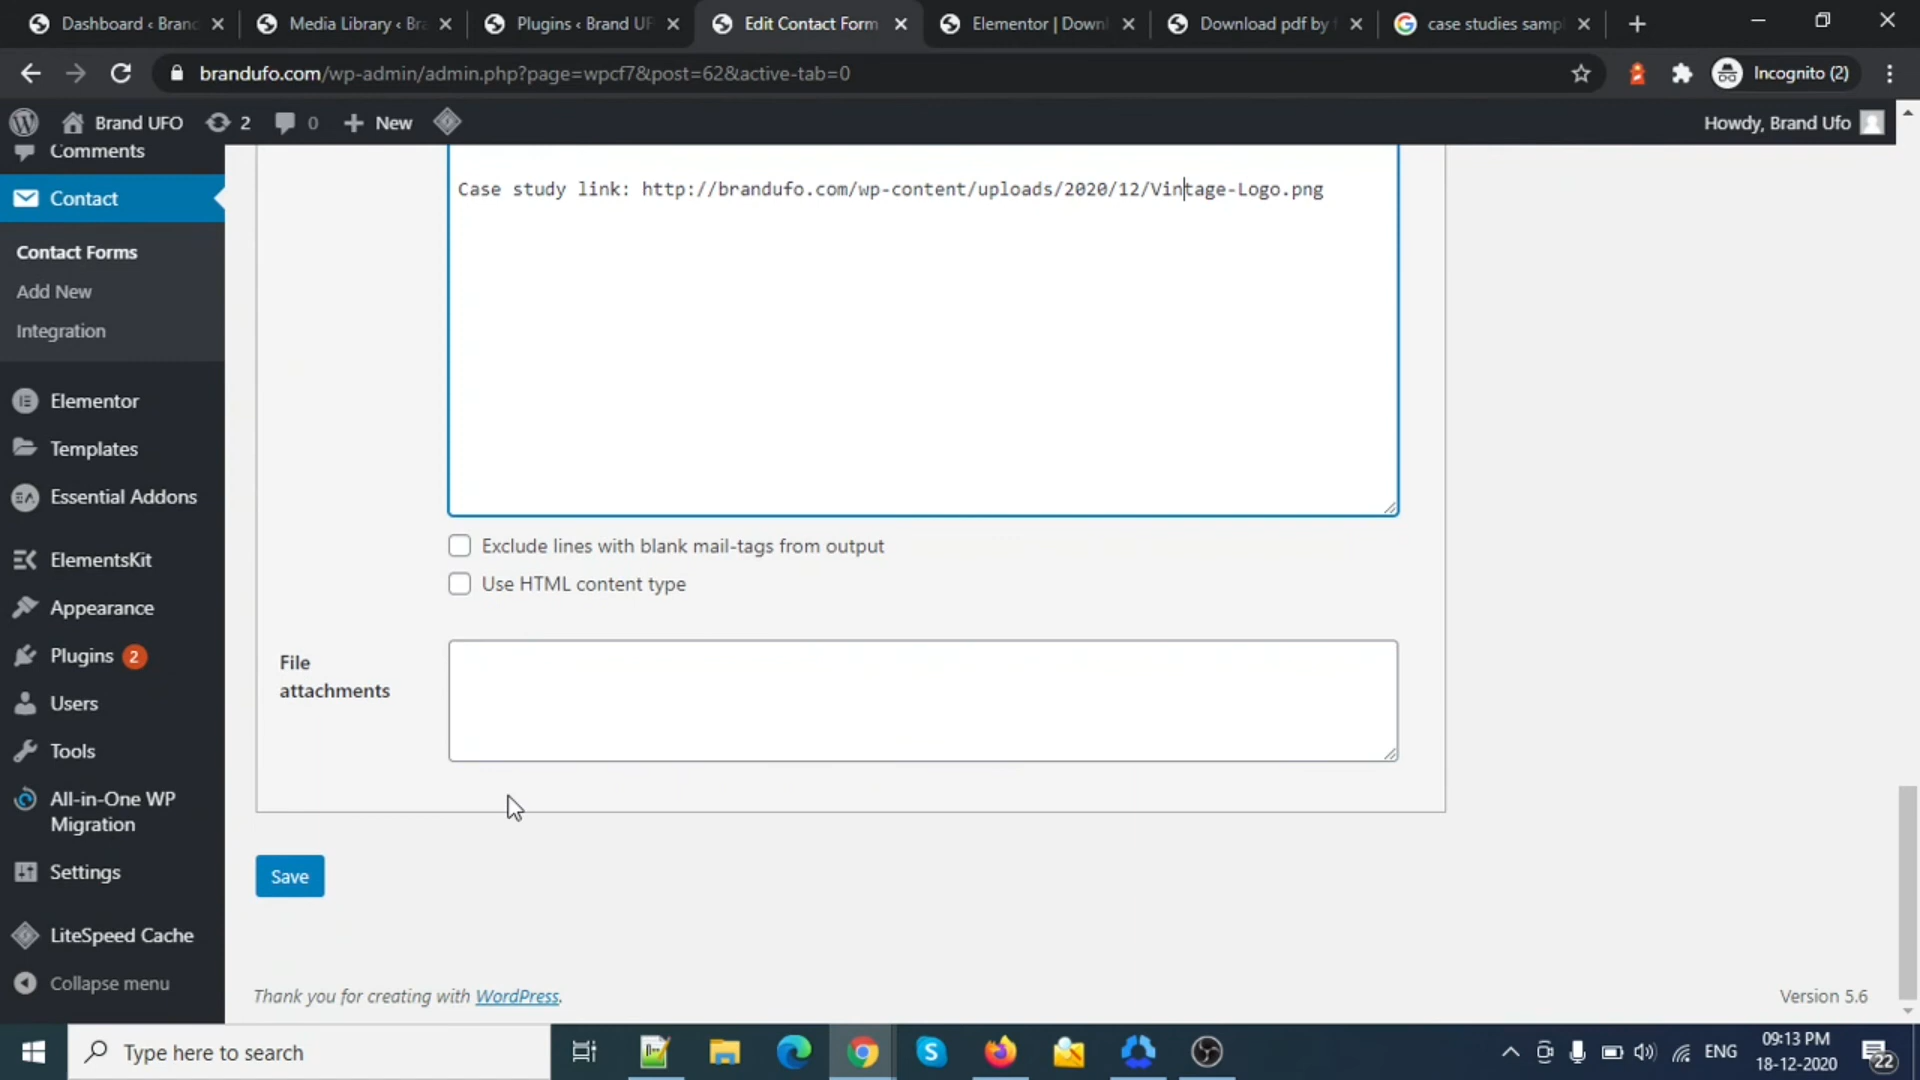 Dashboard ‹ Branc
Media Library ‹ Bra
Plugins ‹ Brand UF
Edit Contact Form
Elementor | Downl
Download pdf by f
case studies sampl
brandufo.com/wp-admin/admin.php?page=wpcf7&post=62&active-tab=0
Incognito (2)
Brand UFO
2
0
New
Howdy, Brand Ufo
Comments
Contact
Contact Forms
Add New
Integration
Elementor
Templates
Essential Addons
ElementsKit
Appearance
Plugins 2
Users
Tools
All-in-One WP
Migration
Settings
LiteSpeed Cache
Collapse menu
Case study link: http://brandufo.com/wp-content/uploads/2020/12/Vintage-Logo.png
Exclude lines with blank mail-tags from output
Use HTML content type
File
attachments
Save
Thank you for creating with WordPress.
Version 5.6
Type here to search
ENG
09:13 PM
18-12-2020
22